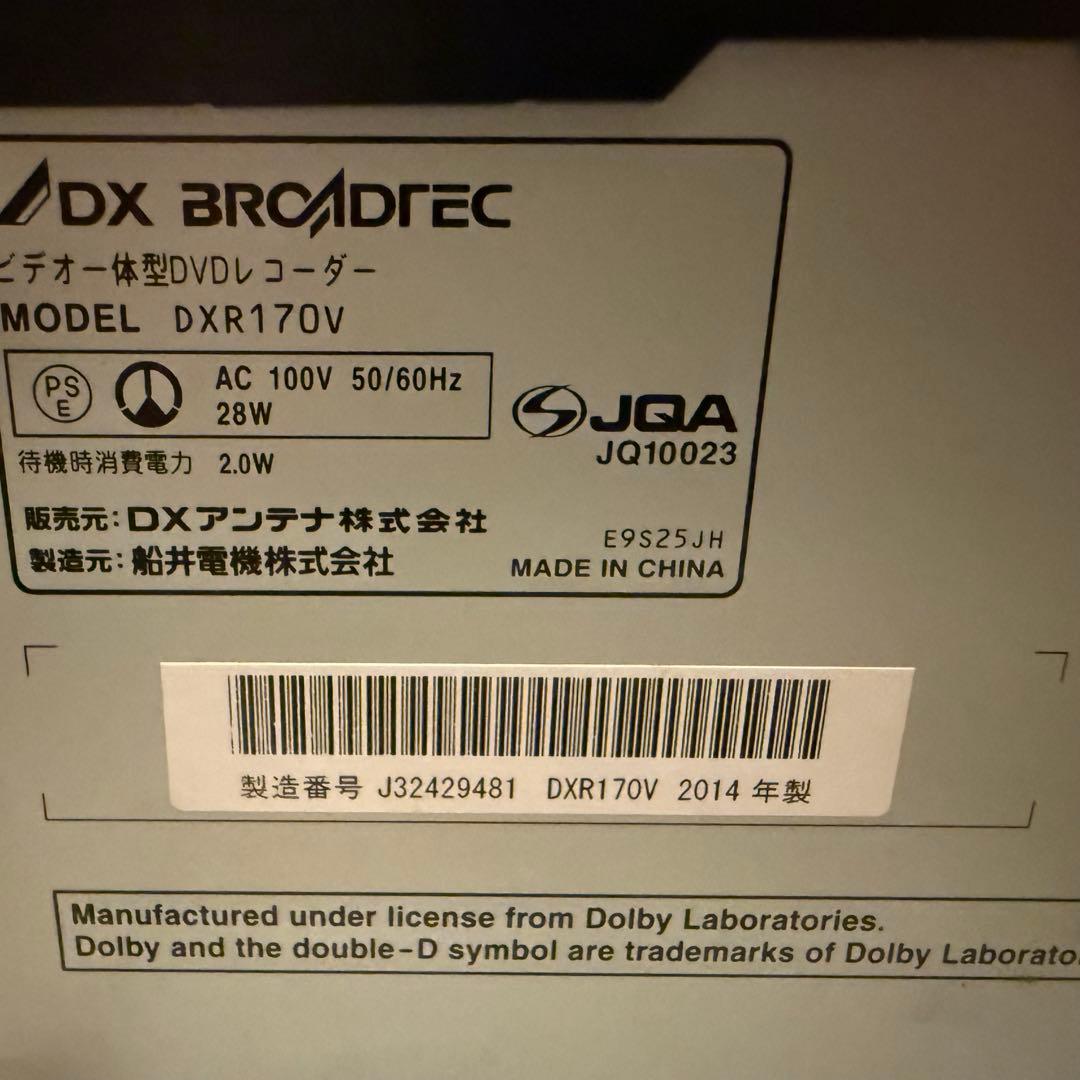 DX BROADTEC
ビデオ一体型DVDレコーダー
MODEL DXR170V
PS
E
AC 100V 50/60Hz
28W
JQA
JQ10023
待機時消費電力 2.0W
販売元:DXアンテナ株式会社
製造元:船井電機株式会社
E9S25JH
MADE IN CHINA
製造番号 J32429481 DXR170V 2014 年製
Manufactured under license from Dolby Laboratories.
Dolby and the double-D symbol are trademarks of Dolby Laborato